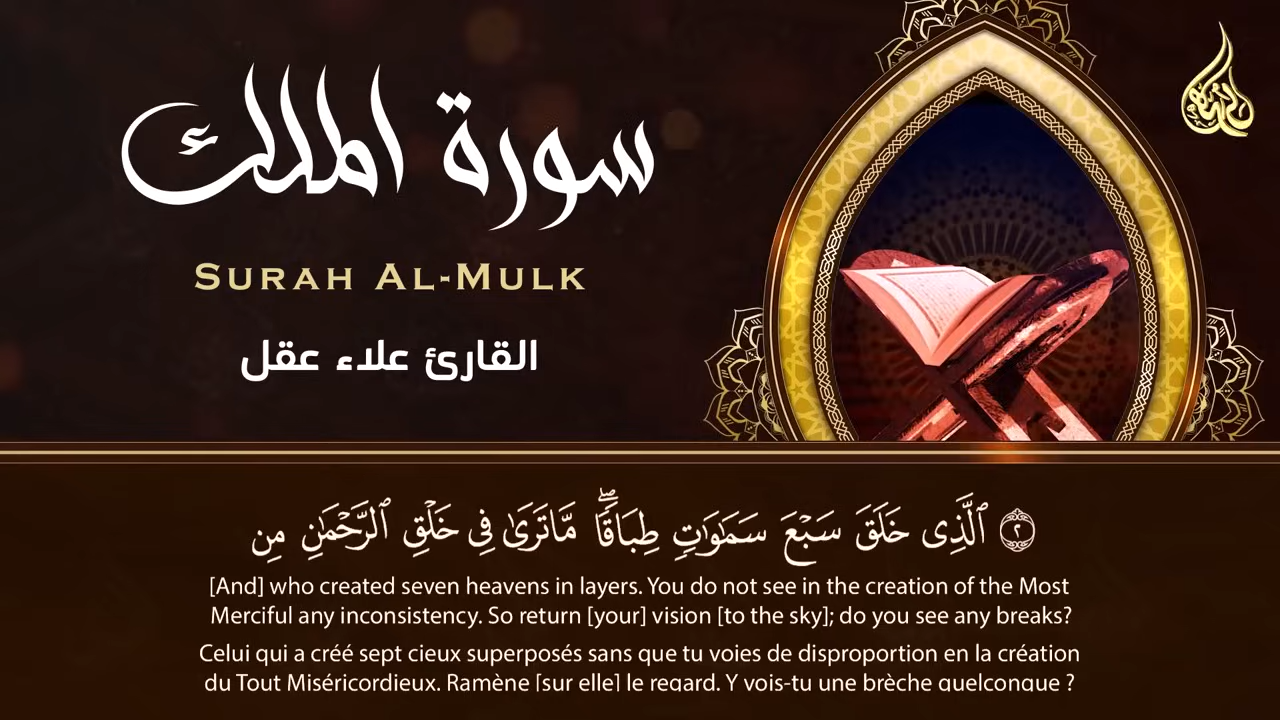 سورة الملك
SURAH AL-MULK
القارئ علاء عقل
۝٢ ٱلَّذِى خَلَقَ سَبْعَ سَمَٰوَٰتٍ طِبَاقًا ۖ مَّا تَرَىٰ فِى خَلْقِ ٱلرَّحْمَٰنِ مِن
[And] who created seven heavens in layers. You do not see in the creation of the Most
Merciful any inconsistency. So return [your] vision [to the sky]; do you see any breaks?
Celui qui a créé sept cieux superposés sans que tu voies de disproportion en la création
du Tout Miséricordieux. Ramène [sur elle] le regard. Y vois-tu une brèche quelconque ?